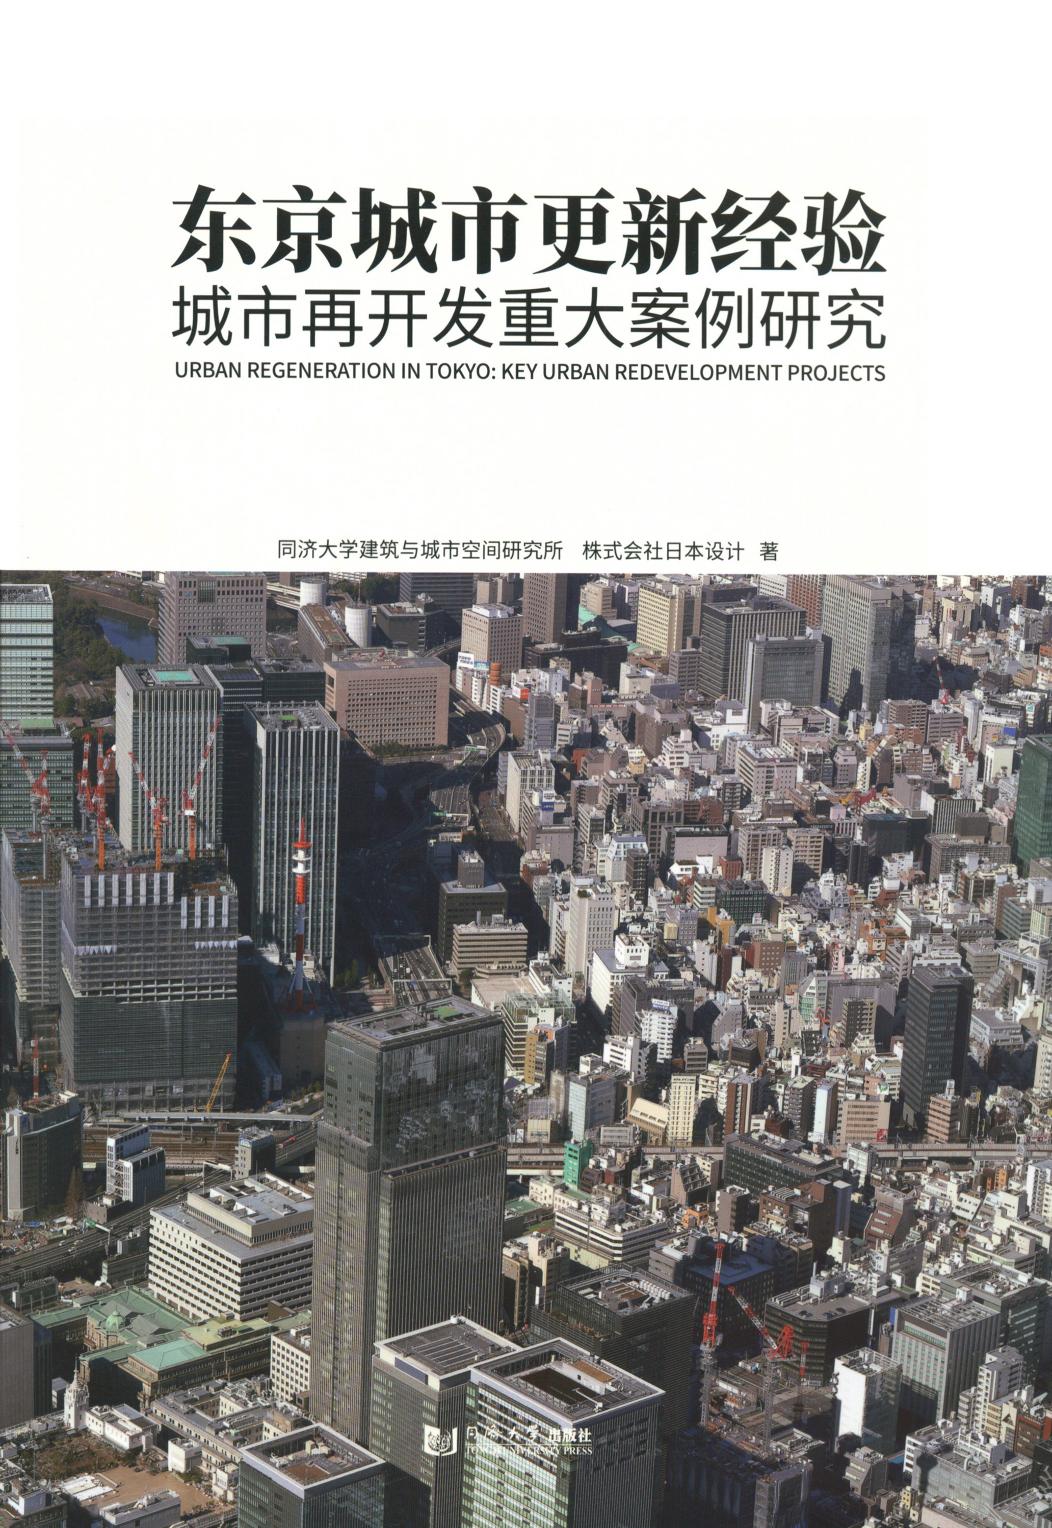 东京城市更新经验
城市再开发重大案例研究
URBAN REGENERATION IN TOKYO: KEY URBAN REDEVELOPMENT PROJECTS
同济大学建筑与城市空间研究所 株式会社日本设计 著
同济大学出版社
TONGJI UNIVERSITY PRESS